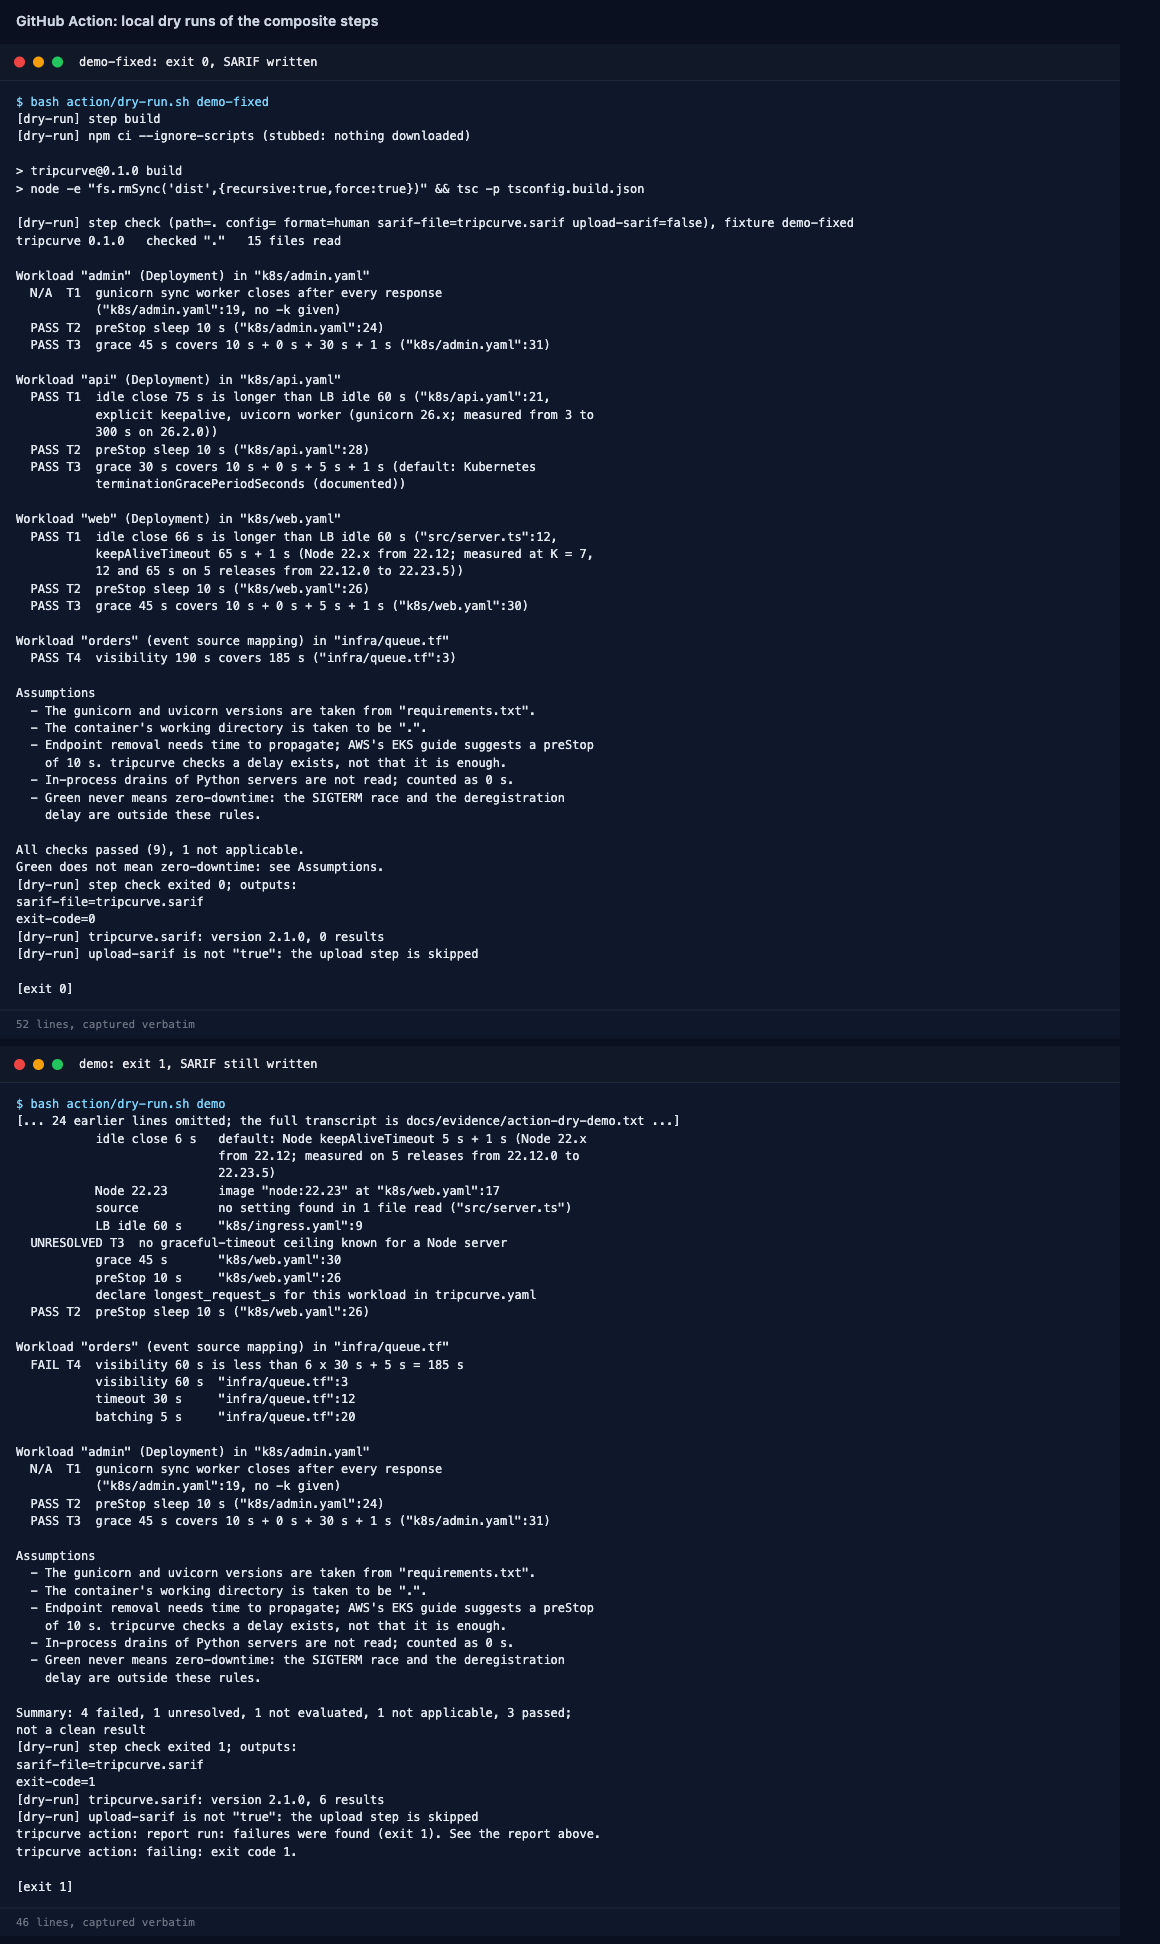 GitHub Action: local dry runs of the composite steps
demo-fixed: exit 0, SARIF written
$ bash action/dry-run.sh demo-fixed
[dry-run] step build
[dry-run] npm ci --ignore-scripts (stubbed: nothing downloaded)
> tripcurve@0.1.0 build
> node -e "fs.rmSync('dist',{recursive:true,force:true})" && tsc -p tsconfig.build.json
[dry-run] step check (path=. config= format=human sarif-file=tripcurve.sarif upload-sarif=false), fixture demo-fixed
tripcurve 0.1.0   checked "."   15 files read
Workload "admin" (Deployment) in "k8s/admin.yaml"
  N/A  T1  gunicorn sync worker closes after every response
           ("k8s/admin.yaml":19, no -k given)
  PASS T2  preStop sleep 10 s ("k8s/admin.yaml":24)
  PASS T3  grace 45 s covers 10 s + 0 s + 30 s + 1 s ("k8s/admin.yaml":31)
Workload "api" (Deployment) in "k8s/api.yaml"
  PASS T1  idle close 75 s is longer than LB idle 60 s ("k8s/api.yaml":21,
           explicit keepalive, uvicorn worker (gunicorn 26.x; measured from 3 to
           300 s on 26.2.0))
  PASS T2  preStop sleep 10 s ("k8s/api.yaml":28)
  PASS T3  grace 30 s covers 10 s + 0 s + 5 s + 1 s (default: Kubernetes
           terminationGracePeriodSeconds (documented))
Workload "web" (Deployment) in "k8s/web.yaml"
  PASS T1  idle close 66 s is longer than LB idle 60 s ("src/server.ts":12,
           keepAliveTimeout 65 s + 1 s (Node 22.x from 22.12; measured at K = 7,
           12 and 65 s on 5 releases from 22.12.0 to 22.23.5))
  PASS T2  preStop sleep 10 s ("k8s/web.yaml":26)
  PASS T3  grace 45 s covers 10 s + 0 s + 5 s + 1 s ("k8s/web.yaml":30)
Workload "orders" (event source mapping) in "infra/queue.tf"
  PASS T4  visibility 190 s covers 185 s ("infra/queue.tf":3)
Assumptions
  - The gunicorn and uvicorn versions are taken from "requirements.txt".
  - The container's working directory is taken to be ".".
  - Endpoint removal needs time to propagate; AWS's EKS guide suggests a preStop
    of 10 s. tripcurve checks a delay exists, not that it is enough.
  - In-process drains of Python servers are not read; counted as 0 s.
  - Green never means zero-downtime: the SIGTERM race and the deregistration
    delay are outside these rules.
All checks passed (9), 1 not applicable.
Green does not mean zero-downtime: see Assumptions.
[dry-run] step check exited 0; outputs:
sarif-file=tripcurve.sarif
exit-code=0
[dry-run] tripcurve.sarif: version 2.1.0, 0 results
[dry-run] upload-sarif is not "true": the upload step is skipped
[exit 0]
52 lines, captured verbatim
demo: exit 1, SARIF still written
$ bash action/dry-run.sh demo
[... 24 earlier lines omitted; the full transcript is docs/evidence/action-dry-demo.txt ...]
           idle close 6 s   default: Node keepAliveTimeout 5 s + 1 s (Node 22.x
                            from 22.12; measured on 5 releases from 22.12.0 to
                            22.23.5)
           Node 22.23       image "node:22.23" at "k8s/web.yaml":17
           source           no setting found in 1 file read ("src/server.ts")
           LB idle 60 s     "k8s/ingress.yaml":9
  UNRESOLVED T3  no graceful-timeout ceiling known for a Node server
           grace 45 s       "k8s/web.yaml":30
           preStop 10 s     "k8s/web.yaml":26
           declare longest_request_s for this workload in tripcurve.yaml
  PASS T2  preStop sleep 10 s ("k8s/web.yaml":26)
Workload "orders" (event source mapping) in "infra/queue.tf"
  FAIL T4  visibility 60 s is less than 6 x 30 s + 5 s = 185 s
           visibility 60 s  "infra/queue.tf":3
           timeout 30 s     "infra/queue.tf":12
           batching 5 s     "infra/queue.tf":20
Workload "admin" (Deployment) in "k8s/admin.yaml"
  N/A  T1  gunicorn sync worker closes after every response
           ("k8s/admin.yaml":19, no -k given)
  PASS T2  preStop sleep 10 s ("k8s/admin.yaml":24)
  PASS T3  grace 45 s covers 10 s + 0 s + 30 s + 1 s ("k8s/admin.yaml":31)
Assumptions
  - The gunicorn and uvicorn versions are taken from "requirements.txt".
  - The container's working directory is taken to be ".".
  - Endpoint removal needs time to propagate; AWS's EKS guide suggests a preStop
    of 10 s. tripcurve checks a delay exists, not that it is enough.
  - In-process drains of Python servers are not read; counted as 0 s.
  - Green never means zero-downtime: the SIGTERM race and the deregistration
    delay are outside these rules.
Summary: 4 failed, 1 unresolved, 1 not evaluated, 1 not applicable, 3 passed;
not a clean result
[dry-run] step check exited 1; outputs:
sarif-file=tripcurve.sarif
exit-code=1
[dry-run] tripcurve.sarif: version 2.1.0, 6 results
[dry-run] upload-sarif is not "true": the upload step is skipped
tripcurve action: report run: failures were found (exit 1). See the report above.
tripcurve action: failing: exit code 1.
[exit 1]
46 lines, captured verbatim